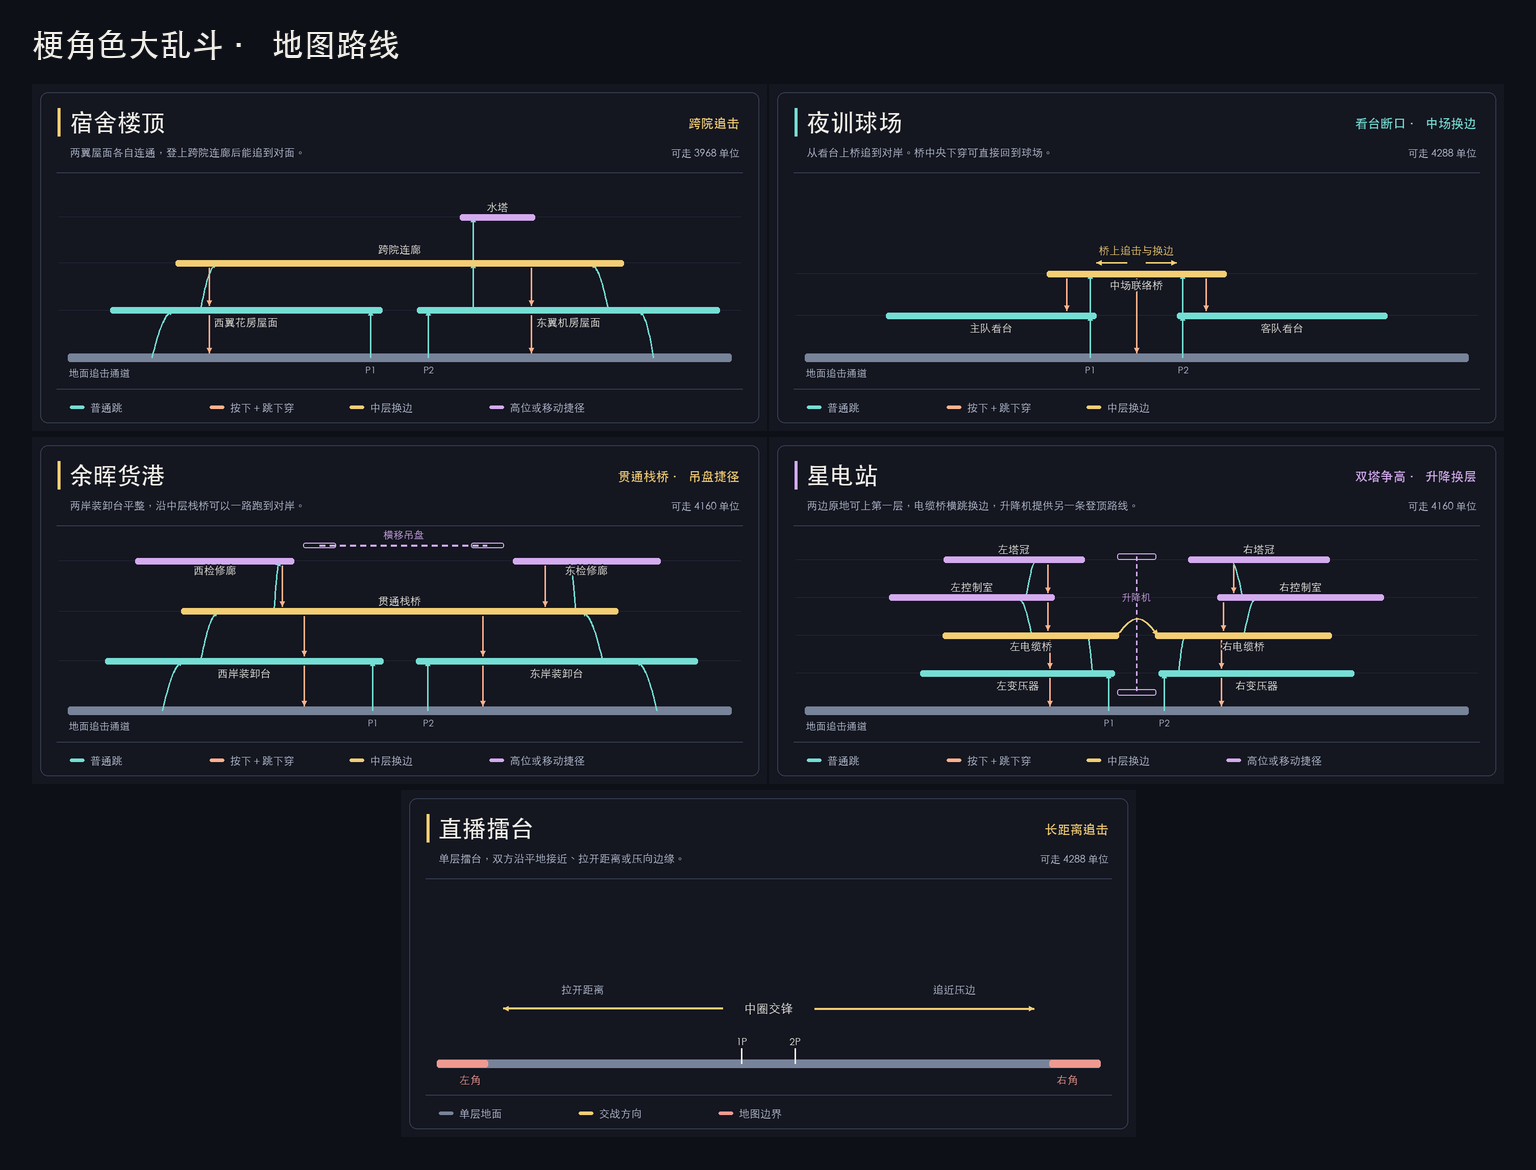 梗角色大乱斗 · 地图路线
宿舍楼顶
跨院追击
两翼屋面各自连通,登上跨院连廊后能追到对面。
可走 3968 单位
水塔
跨院连廊
西翼花房屋面
东翼机房屋面
地面追击通道
P1
P2
普通跳
按下 + 跳下穿
中层换边
高位或移动捷径
夜训球场
看台断口 · 中场换边
从看台上桥追到对岸。桥中央下穿可直接回到球场。
可走 4288 单位
桥上追击与换边
中场联络桥
主队看台
客队看台
地面追击通道
P1
P2
普通跳
按下 + 跳下穿
中层换边
余晖货港
贯通栈桥 · 吊盘捷径
两岸装卸台平整,沿中层栈桥可以一路跑到对岸。
可走 4160 单位
横移吊盘
西检修廊
东检修廊
贯通栈桥
西岸装卸台
东岸装卸台
地面追击通道
P1
P2
普通跳
按下 + 跳下穿
中层换边
高位或移动捷径
星电站
双塔争高 · 升降换层
两边原地可上第一层,电缆桥横跳换边,升降机提供另一条登顶路线。
可走 4160 单位
左塔冠
右塔冠
左控制室
右控制室
升降机
左电缆桥
右电缆桥
左变压器
右变压器
地面追击通道
P1
P2
普通跳
按下 + 跳下穿
中层换边
高位或移动捷径
直播擂台
长距离追击
单层擂台,双方沿平地接近、拉开距离或压向边缘。
可走 4288 单位
拉开距离
追近压边
中圈交锋
1P
2P
左角
右角
单层地面
交战方向
地图边界